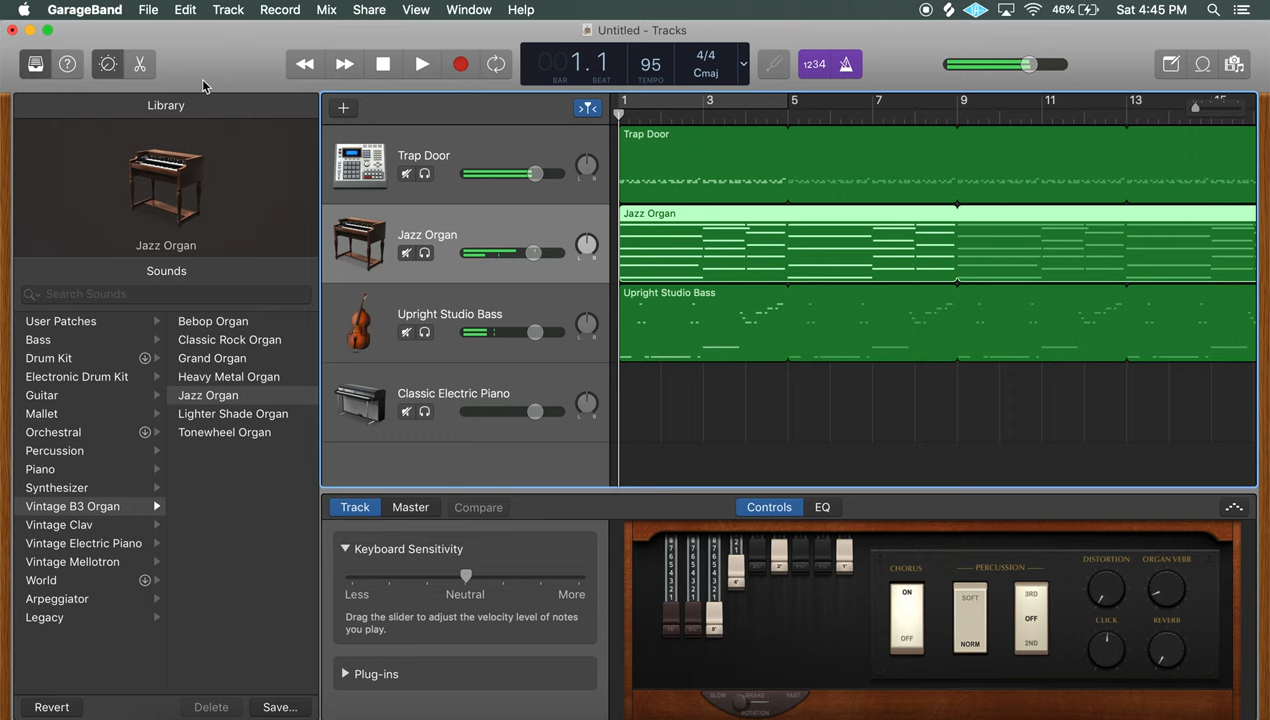 GarageBand File Edit Track Record Mix Share View Window Help 46% Sat 4:45 PM
Untitled - Tracks
001.1 95 4/4 1234
BAR BEAT TEMPO Cmaj
Library
1 3 5 7 9 11 13 15
Jazz Organ
Sounds
Search Sounds
User Patches
Bass
Drum Kit
Electronic Drum Kit
Guitar
Mallet
Orchestral
Percussion
Piano
Synthesizer
Vintage B3 Organ
Vintage Clav
Vintage Electric Piano
Vintage Mellotron
World
Arpeggiator
Legacy
Bebop Organ
Classic Rock Organ
Grand Organ
Heavy Metal Organ
Jazz Organ
Lighter Shade Organ
Tonewheel Organ
Revert Delete Save...
Trap Door
L R
Jazz Organ
L R
Upright Studio Bass
L R
Classic Electric Piano
L R
Trap Door
Jazz Organ
Upright Studio Bass
Track Master Compare Controls EQ
Keyboard Sensitivity
Less Neutral More
Drag the slider to adjust the velocity level of notes
you play.
Plug-ins
CHORUS PERCUSSION DISTORTION ORGAN VERB
ON SOFT 3RD
OFF
OFF NORM 2ND
CLICK REVERB
SLOW BRAKE FAST
ROTATION